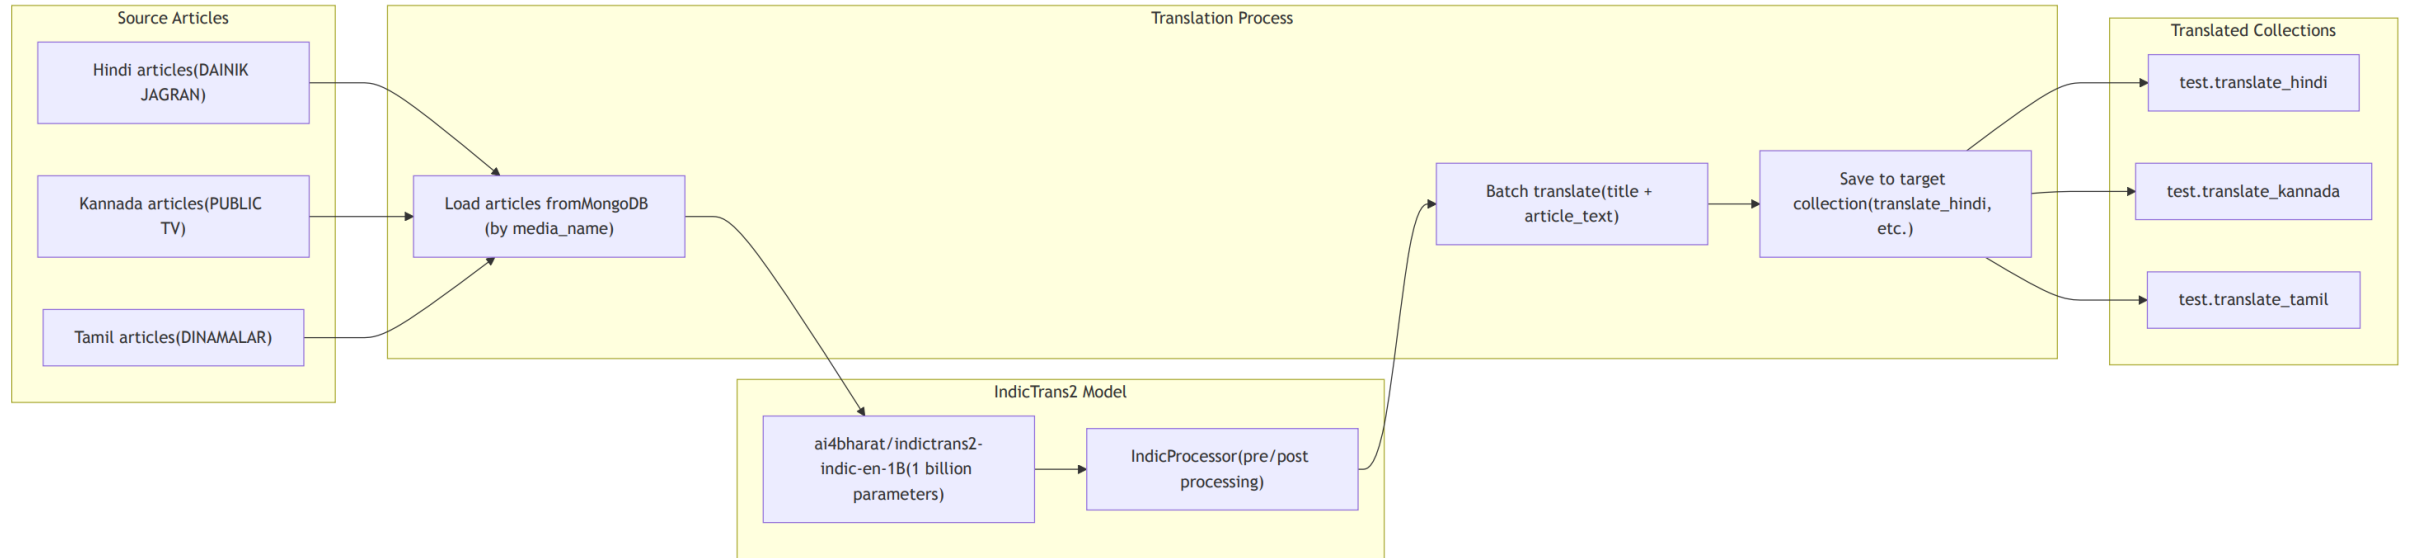 Source Articles
Hindi articles(DAINIK
JAGRAN)
Kannada articles(PUBLIC
TV)
Tamil articles(DINAMALAR)
Translation Process
Load articles fromMongoDB
(by media_name)
Batch translate(title +
article_text)
Save to target
collection(translate_hindi,
etc.)
IndicTrans2 Model
ai4bharat/indictrans2-
indic-en-1B(1 billion
parameters)
IndicProcessor(pre/post
processing)
Translated Collections
test.translate_hindi
test.translate_kannada
test.translate_tamil